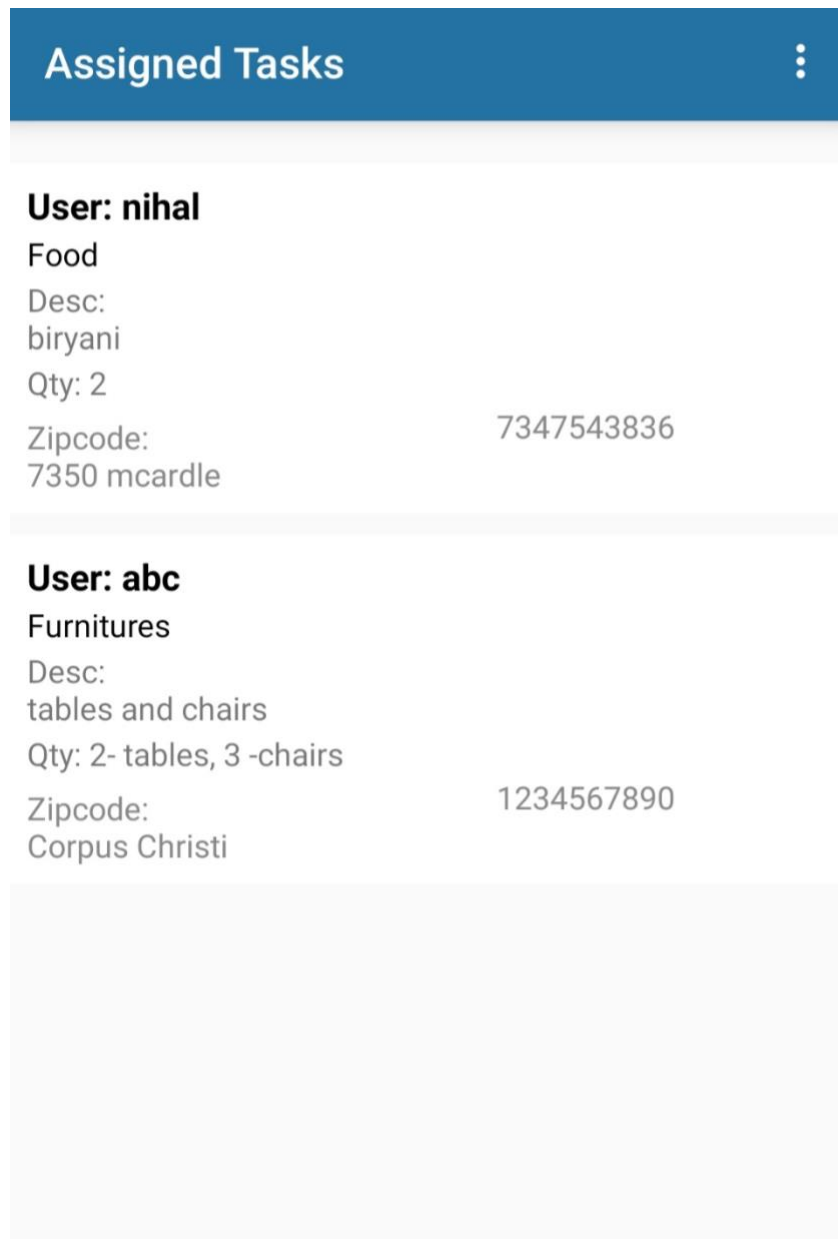 Assigned Tasks
User: nihal
Food
Desc:
biryani
Qty: 2
Zipcode:
7347543836
7350 mcardle
User: abc
Furnitures
Desc:
tables and chairs
Qty: 2- tables, 3 -chairs
Zipcode:
1234567890
Corpus Christi